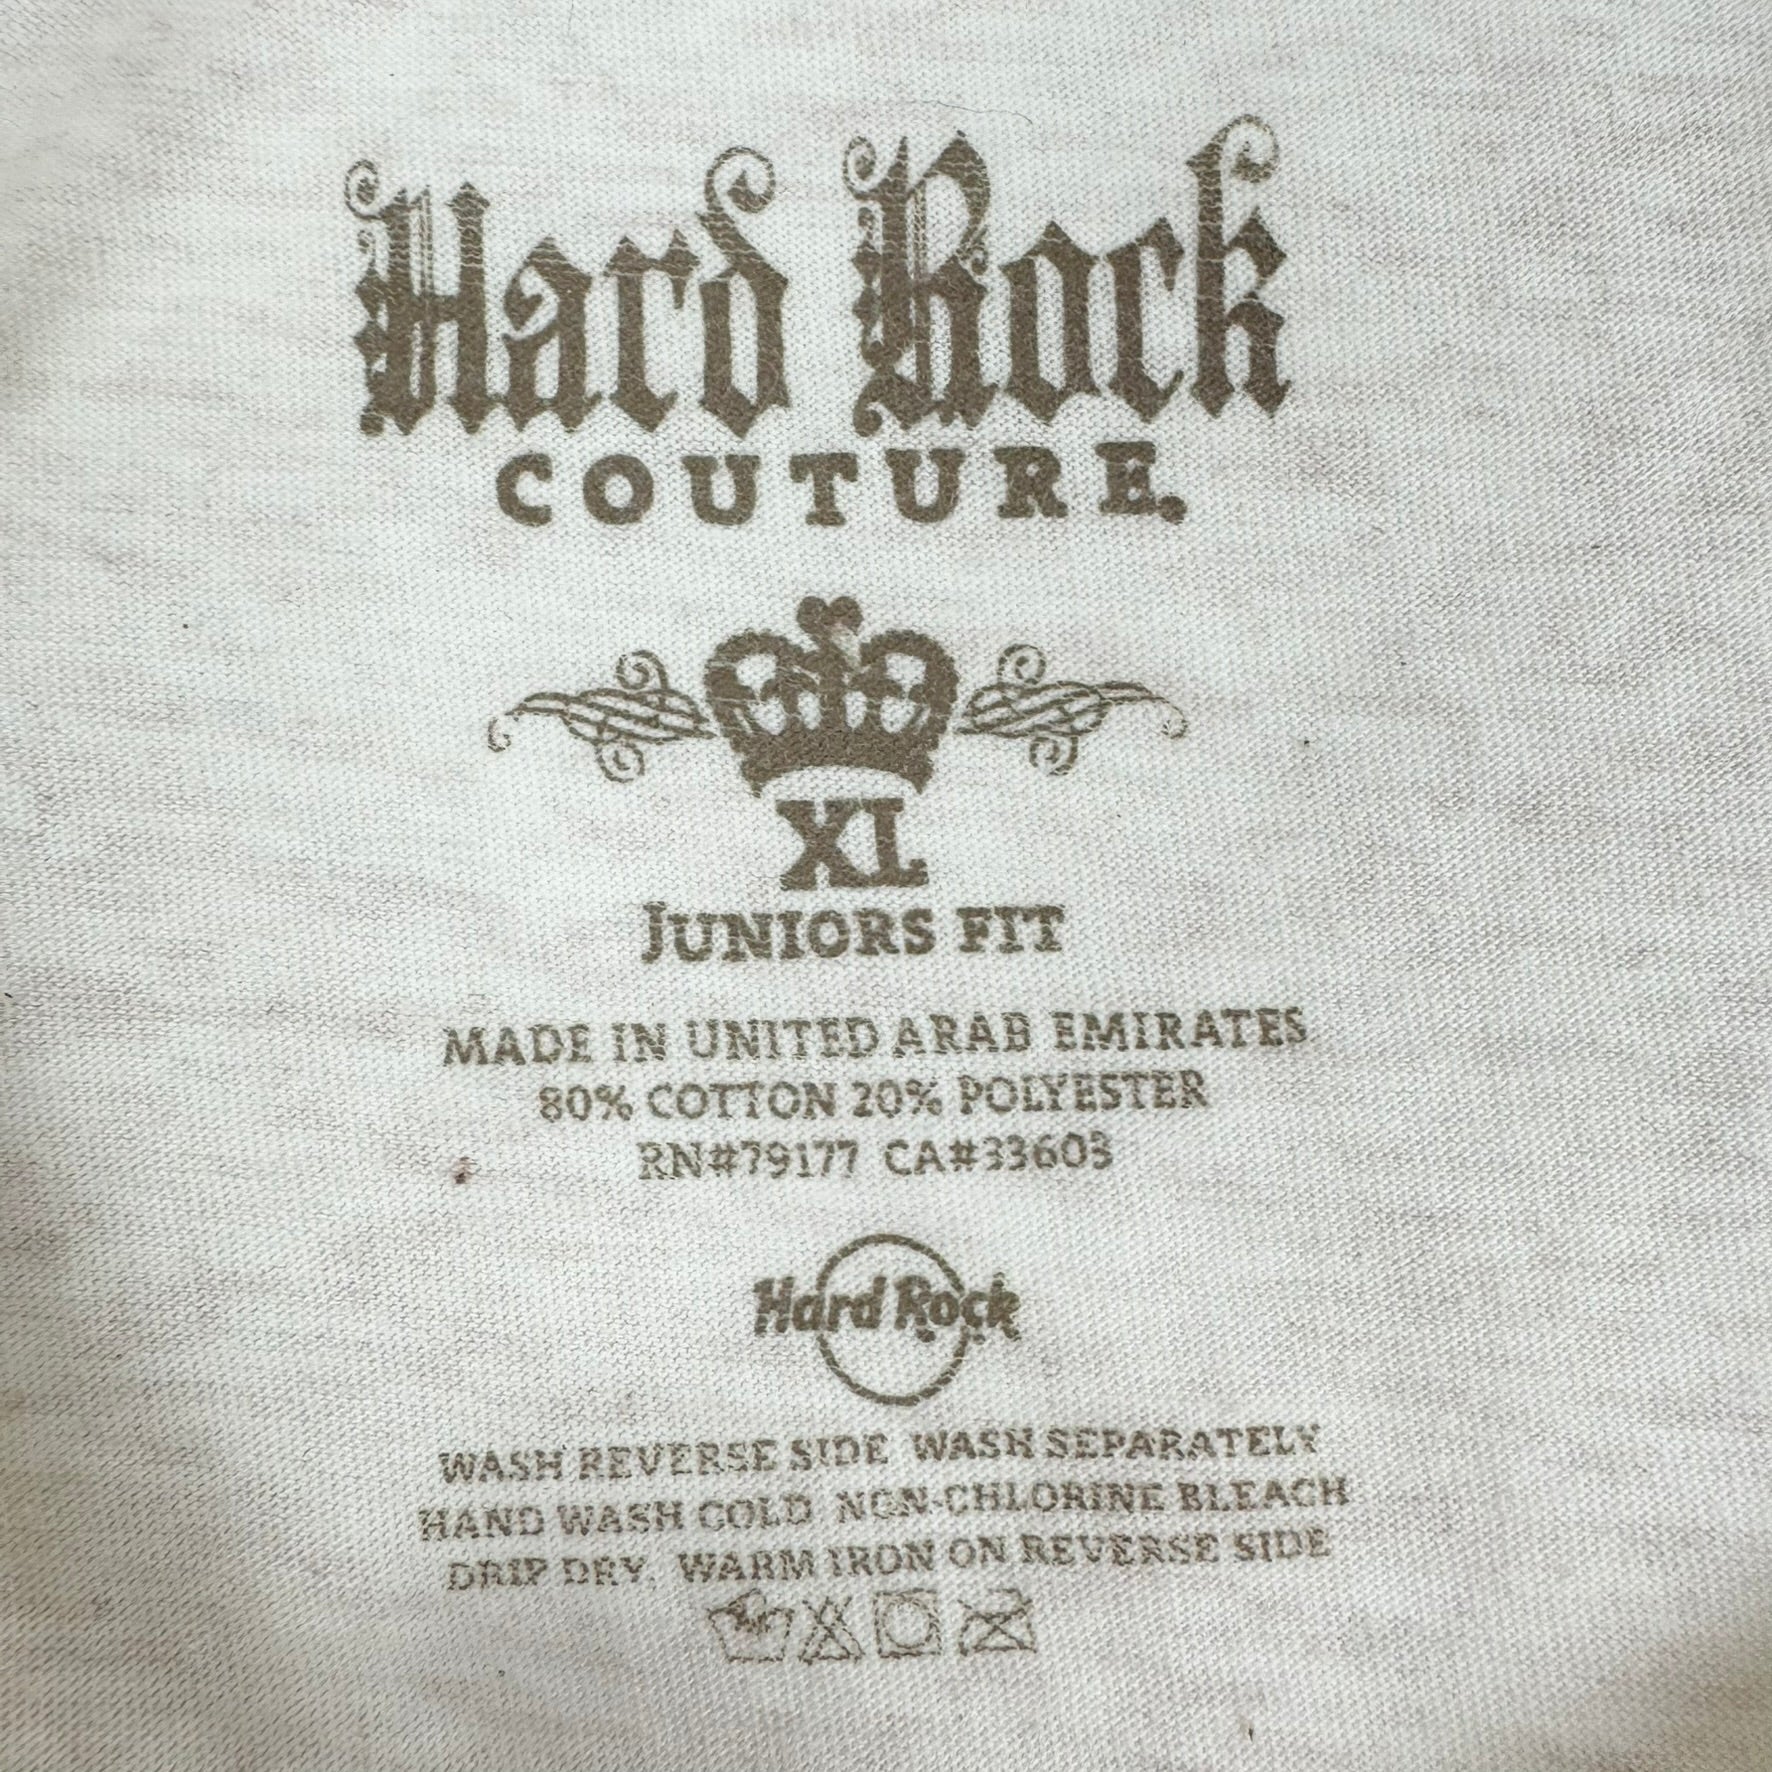 Hard Rock
COUTURE.
XL
JUNIORS FIT
MADE IN UNITED ARAB EMIRATES
80% COTTON 20% POLYESTER
RN#79177 CA#33603
Hard Rock
WASH REVERSE SIDE WASH SEPARATELY
HAND WASH COLD NON-CHLORINE BLEACH
DRIP DRY. WARM IRON ON REVERSE SIDE